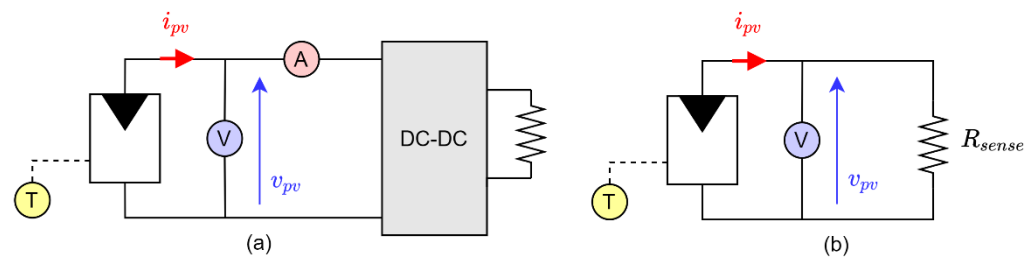 i_pv
A
V
DC-DC
v_pv
T
(a)
i_pv
V
R_sense
v_pv
T
(b)